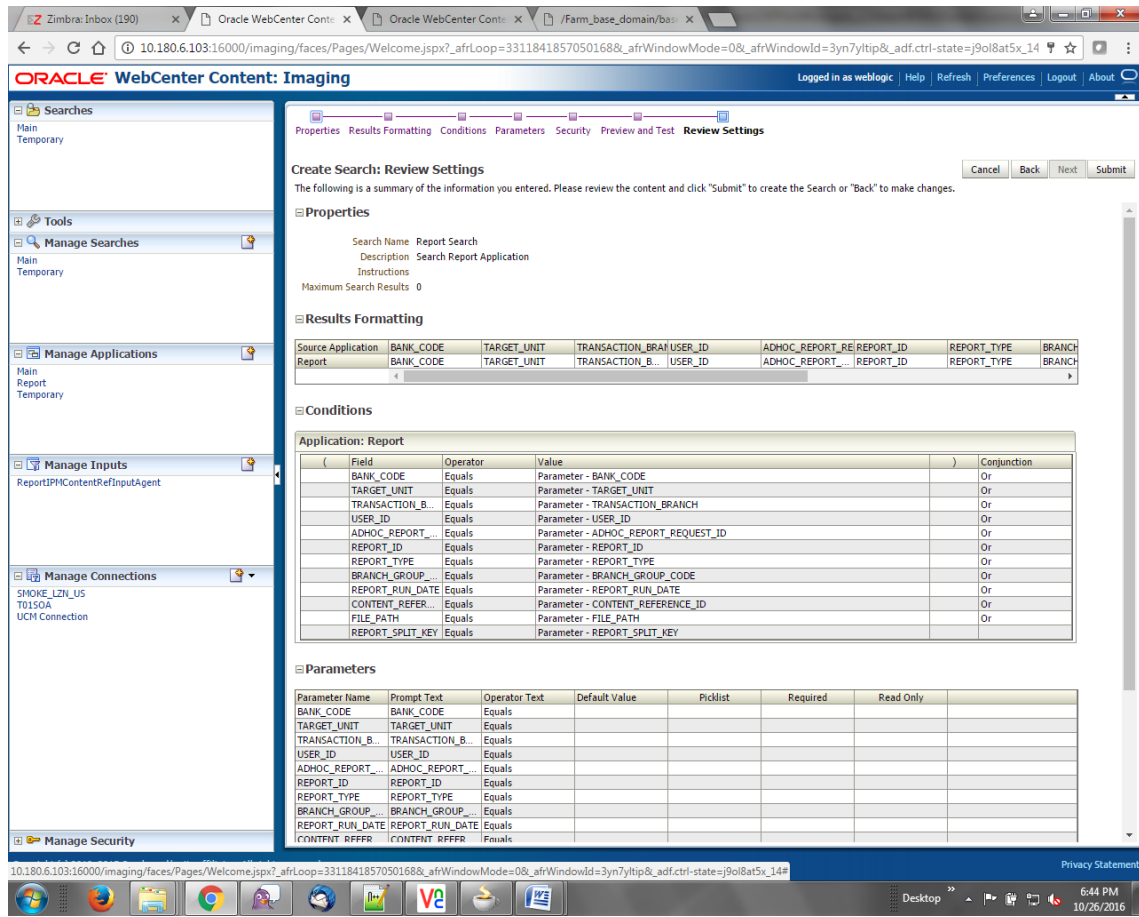 Zimbra: Inbox (190)
Oracle WebCenter Conte
Oracle WebCenter Conte
/Farm_base_domain/bas
10.180.6.103:16000/imaging/faces/Pages/Welcome.jspx?_afrLoop=3311841857050168&_afrWindowMode=0&_afrWindowId=3yn7yltip&_adf.ctrl-state=j9ol8at5x_14
ORACLE WebCenter Content: Imaging
Logged in as weblogic Help Refresh Preferences Logout About
Searches
Main
Temporary
Tools
Manage Searches
Main
Temporary
Manage Applications
Main
Report
Temporary
Manage Inputs
ReportIPMContentRefInputAgent
Manage Connections
SMOKE_LZN_US
T01SOA
UCM Connection
Manage Security
Properties Results Formatting Conditions Parameters Security Preview and Test Review Settings
Create Search: Review Settings
Cancel Back Next Submit
The following is a summary of the information you entered. Please review the content and click "Submit" to create the Search or "Back" to make changes.
Properties
Search Name Report Search
Description Search Report Application
Instructions
Maximum Search Results 0
Results Formatting
Source Application BANK_CODE TARGET_UNIT TRANSACTION_BRAN USER_ID ADHOC_REPORT_RE REPORT_ID REPORT_TYPE BRANCH
Report BANK_CODE TARGET_UNIT TRANSACTION_B... USER_ID ADHOC_REPORT_... REPORT_ID REPORT_TYPE BRANCH
Conditions
Application: Report
( Field Operator Value ) Conjunction
BANK_CODE Equals Parameter - BANK_CODE Or
TARGET_UNIT Equals Parameter - TARGET_UNIT Or
TRANSACTION_B... Equals Parameter - TRANSACTION_BRANCH Or
USER_ID Equals Parameter - USER_ID Or
ADHOC_REPORT_... Equals Parameter - ADHOC_REPORT_REQUEST_ID Or
REPORT_ID Equals Parameter - REPORT_ID Or
REPORT_TYPE Equals Parameter - REPORT_TYPE Or
BRANCH_GROUP_... Equals Parameter - BRANCH_GROUP_CODE Or
REPORT_RUN_DATE Equals Parameter - REPORT_RUN_DATE Or
CONTENT_REFER... Equals Parameter - CONTENT_REFERENCE_ID Or
FILE_PATH Equals Parameter - FILE_PATH Or
REPORT_SPLIT_KEY Equals Parameter - REPORT_SPLIT_KEY
Parameters
Parameter Name Prompt Text Operator Text Default Value Picklist Required Read Only
BANK_CODE BANK_CODE Equals
TARGET_UNIT TARGET_UNIT Equals
TRANSACTION_B... TRANSACTION_B... Equals
USER_ID USER_ID Equals
ADHOC_REPORT_... ADHOC_REPORT_... Equals
REPORT_ID REPORT_ID Equals
REPORT_TYPE REPORT_TYPE Equals
BRANCH_GROUP_... BRANCH_GROUP_... Equals
REPORT_RUN_DATE REPORT_RUN_DATE Equals
CONTENT_REFER CONTENT_REFER Equals
10.180.6.103:16000/imaging/faces/Pages/Welcome.jspx?_afrLoop=3311841857050168&_afrWindowMode=0&_afrWindowId=3yn7yltip&_adf.ctrl-state=j9ol8at5x_14#
Privacy Statement
Desktop
6:44 PM
10/26/2016